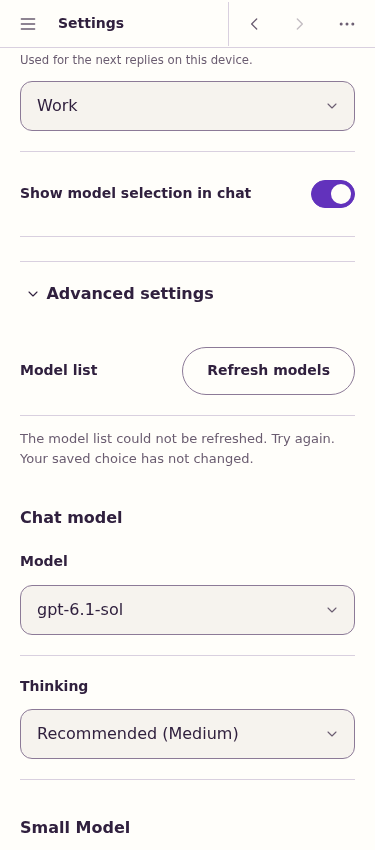 Settings
Used for the next replies on this device.
Work
Show model selection in chat
Advanced settings
Model list
Refresh models
The model list could not be refreshed. Try again.
Your saved choice has not changed.
Chat model
Model
gpt-6.1-sol
Thinking
Recommended (Medium)
Small Model